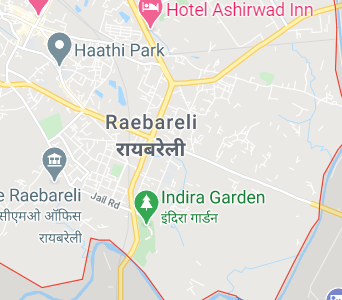 Hotel Ashirwad Inn
Haathi Park
Raebareli
रायबरेली
e Raebareli
सीएमओ ऑफिस
रायबरेली
Jail Rd
Indira Garden
इंदिरा गार्डन